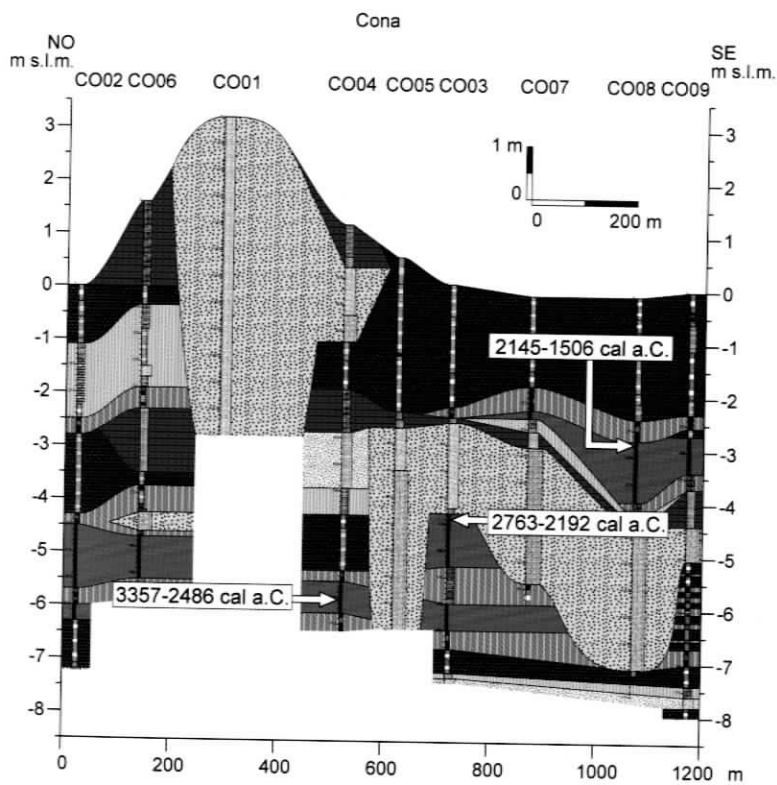 Cona
NO
m s.l.m.
SE
m s.l.m.
CO02 CO06 CO01 CO04 CO05 CO03 CO07 CO08 CO09
3
2
1
0
-1
-2
-3
-4
-5
-6
-7
-8
1 m
0
0 200 m
3
2
1
0
-1
-2
-3
-4
-5
-6
-7
-8
2145-1506 cal a.C.
2763-2192 cal a.C.
3357-2486 cal a.C.
0 200 400 600 800 1000 1200 m